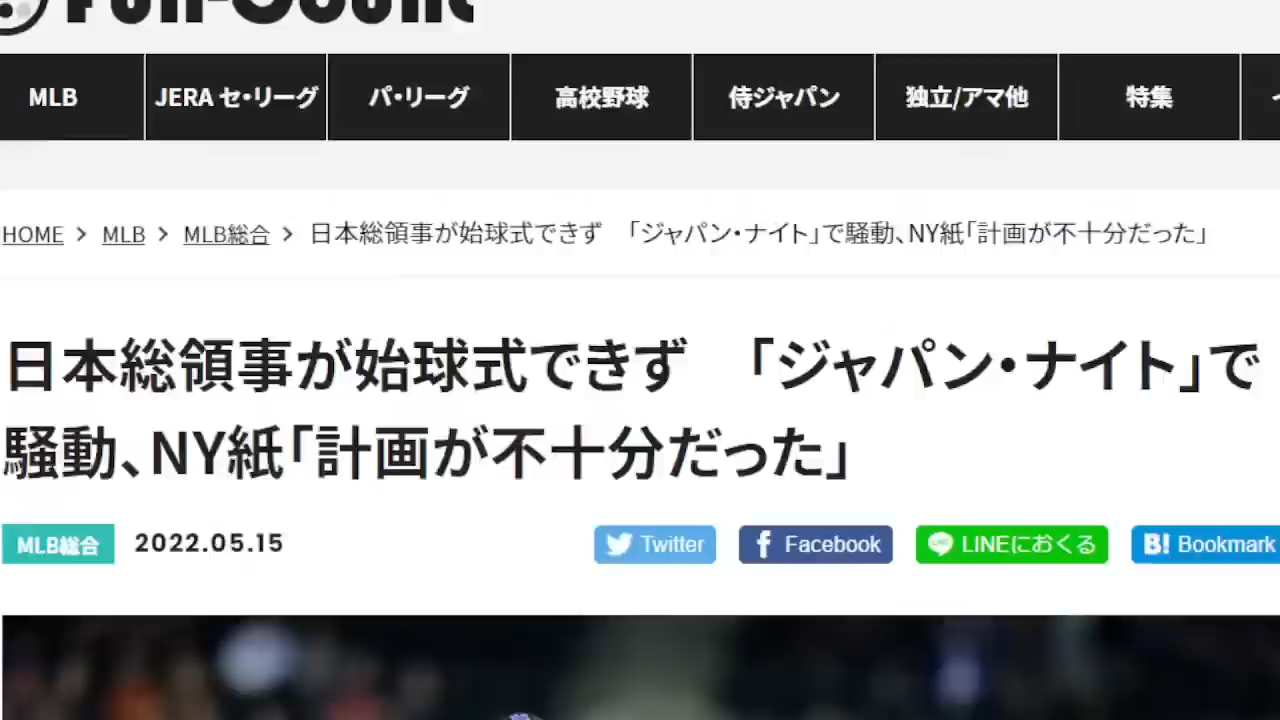 MLB
JERA セ・リーグ
パ・リーグ
高校野球
侍ジャパン
独立/アマ他
特集
HOME > MLB > MLB総合 > 日本総領事が始球式できず 「ジャパン・ナイト」で騒動、NY紙「計画が不十分だった」
日本総領事が始球式できず 「ジャパン・ナイト」で
騒動、NY紙「計画が不十分だった」
MLB総合 2022.05.15
Twitter
Facebook
LINEにおくる
B! Bookmark